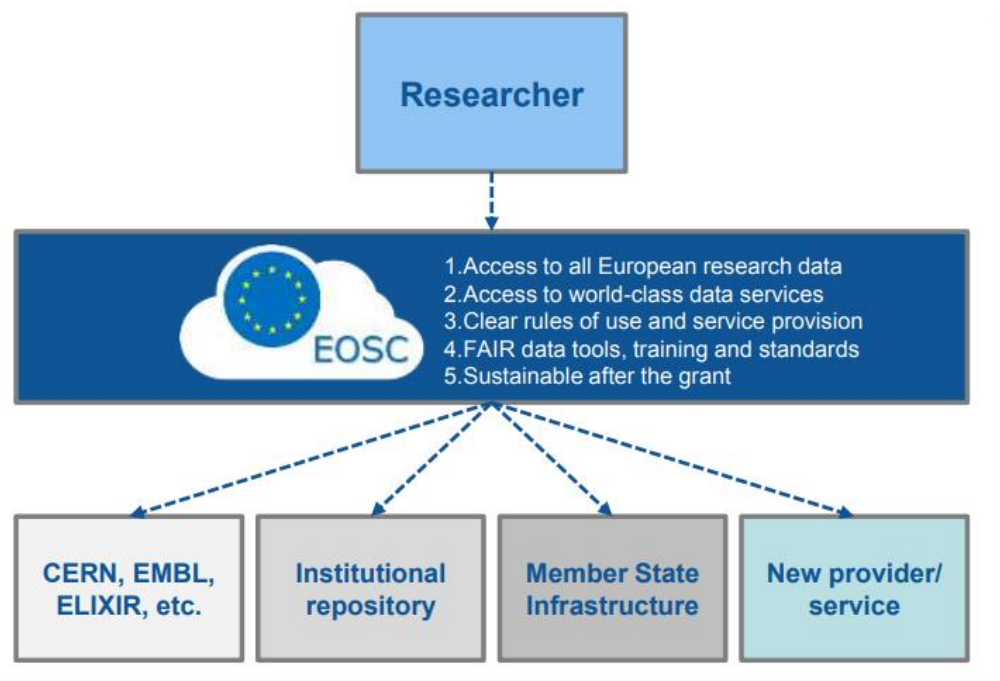 Researcher
EOSC
1.Access to all European research data
2.Access to world-class data services
3.Clear rules of use and service provision
4.FAIR data tools, training and standards
5.Sustainable after the grant
CERN, EMBL,
ELIXIR, etc.
Institutional
repository
Member State
Infrastructure
New provider/
service